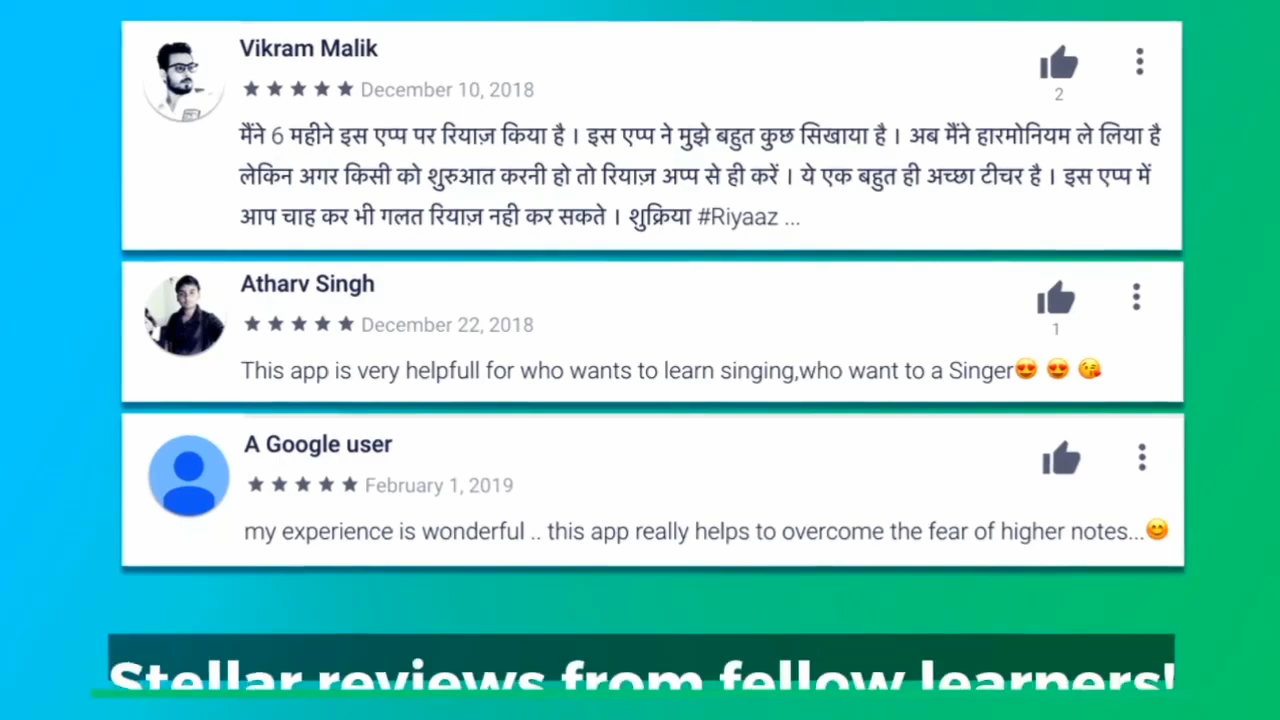 Vikram Malik
December 10, 2018
2
मैंने 6 महीने इस एप्प पर रियाज़ किया है । इस एप्प ने मुझे बहुत कुछ सिखाया है । अब मैंने हारमोनियम ले लिया है
लेकिन अगर किसी को शुरुआत करनी हो तो रियाज़ अप्प से ही करें । ये एक बहुत ही अच्छा टीचर है । इस एप्प में
आप चाह कर भी गलत रियाज़ नही कर सकते । शुक्रिया #Riyaaz ...
Atharv Singh
December 22, 2018
1
This app is very helpfull for who wants to learn singing,who want to a Singer😍 😍 😘
A Google user
February 1, 2019
my experience is wonderful .. this app really helps to overcome the fear of higher notes...😊
Stellar reviews from fellow learners!